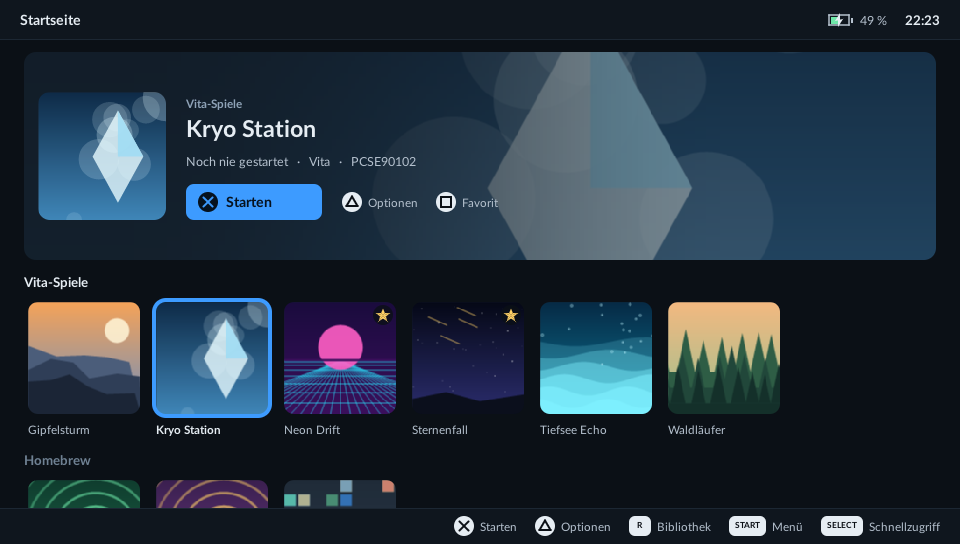 Startseite
49 %
22:23
Vita-Spiele
Kryo Station
Noch nie gestartet · Vita · PCSE90102
Starten
Optionen
Favorit
Vita-Spiele
Gipfelsturm
Kryo Station
Neon Drift
Sternenfall
Tiefsee Echo
Waldläufer
Homebrew
Starten
Optionen
R Bibliothek
START Menü
SELECT Schnellzugriff